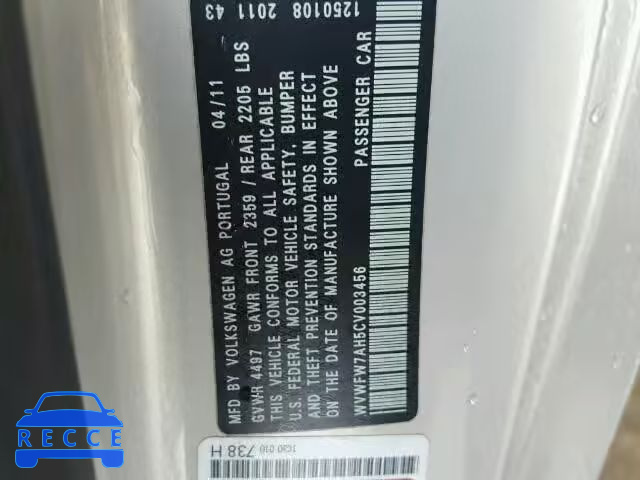 43 2011 1250108
MFD BY VOLKSWAGEN AG PORTUGAL 04/11
GVWR 4497 GAWR FRONT 2359 / REAR 2205 LBS
THIS VEHICLE CONFORMS TO ALL APPLICABLE
U.S. FEDERAL MOTOR VEHICLE SAFETY, BUMPER
AND THEFT PREVENTION STANDARDS IN EFFECT
ON THE DATE OF MANUFACTURE SHOWN ABOVE
WVWFW7AH5CV003456 PASSENGER CAR
1C20 010 738 H
RECCE